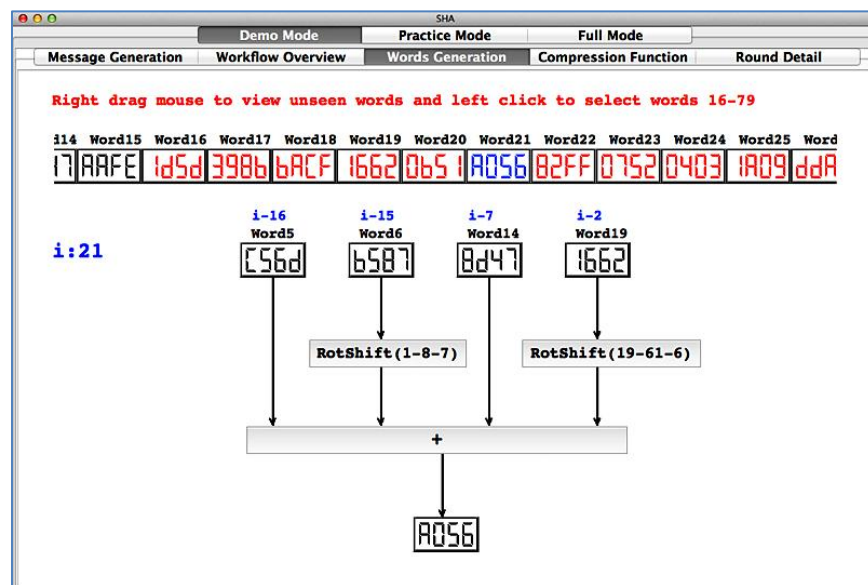 SHA
Demo Mode Practice Mode Full Mode
Message Generation Workflow Overview Words Generation Compression Function Round Detail
Right drag mouse to view unseen words and left click to select words 16-79
d14 Word15 Word16 Word17 Word18 Word19 Word20 Word21 Word22 Word23 Word24 Word25 Word
17 AAFE 1d5d 398b bACF 1662 0b51 A056 82FF 0752 0403 1A09 ddA
i-16 i-15 i-7 i-2
Word5 Word6 Word14 Word19
i:21 C56d b587 8d47 1662
RotShift(1-8-7) RotShift(19-61-6)
+
A056